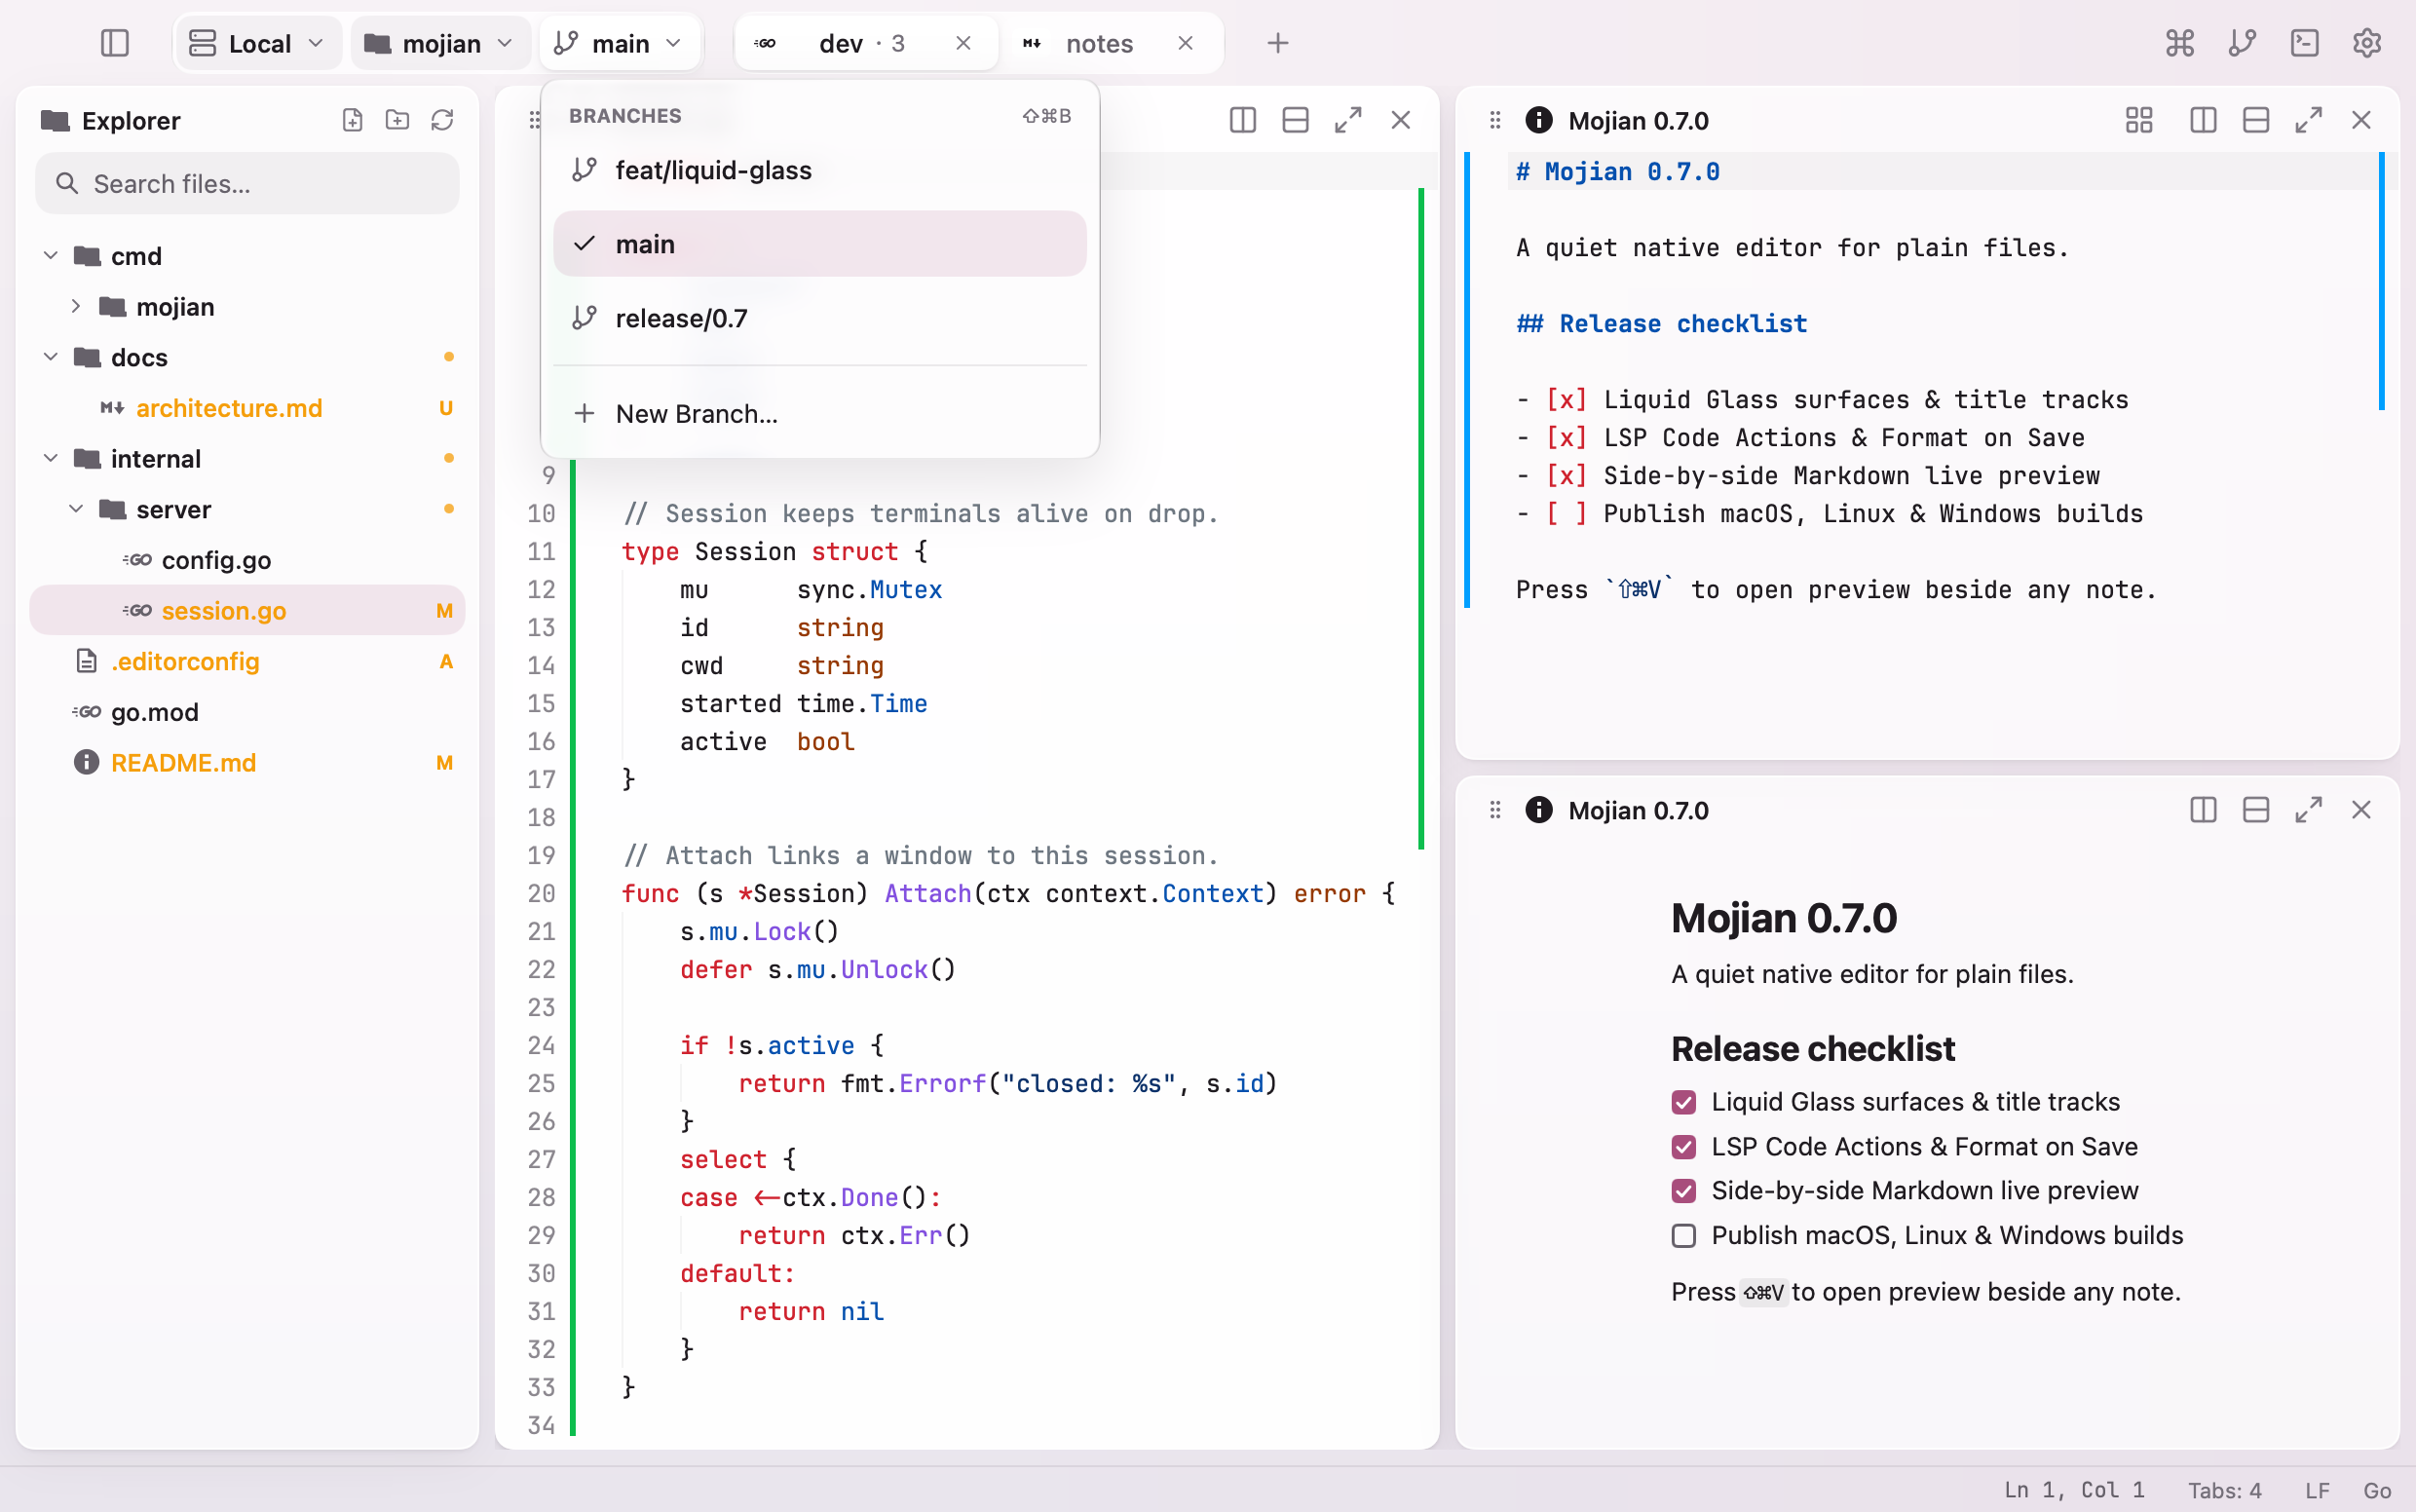 Local
mojian
main
dev · 3
notes
Explorer
Search files...
cmd
mojian
docs
architecture.md U
internal
server
config.go
session.go M
.editorconfig A
go.mod
README.md M
BRANCHES ⇧⌘B
feat/liquid-glass
main
release/0.7
New Branch...
9
10 // Session keeps terminals alive on drop.
11 type Session struct {
12 mu sync.Mutex
13 id string
14 cwd string
15 started time.Time
16 active bool
17 }
18
19 // Attach links a window to this session.
20 func (s *Session) Attach(ctx context.Context) error {
21 s.mu.Lock()
22 defer s.mu.Unlock()
23
24 if !s.active {
25 return fmt.Errorf("closed: %s", s.id)
26 }
27 select {
28 case <-ctx.Done():
29 return ctx.Err()
30 default:
31 return nil
32 }
33 }
34
Mojian 0.7.0
# Mojian 0.7.0
A quiet native editor for plain files.
## Release checklist
- [x] Liquid Glass surfaces & title tracks
- [x] LSP Code Actions & Format on Save
- [x] Side-by-side Markdown live preview
- [ ] Publish macOS, Linux & Windows builds
Press `⇧⌘V` to open preview beside any note.
Mojian 0.7.0
Mojian 0.7.0
A quiet native editor for plain files.
Release checklist
Liquid Glass surfaces & title tracks
LSP Code Actions & Format on Save
Side-by-side Markdown live preview
Publish macOS, Linux & Windows builds
Press ⇧⌘V to open preview beside any note.
Ln 1, Col 1 Tabs: 4 LF Go